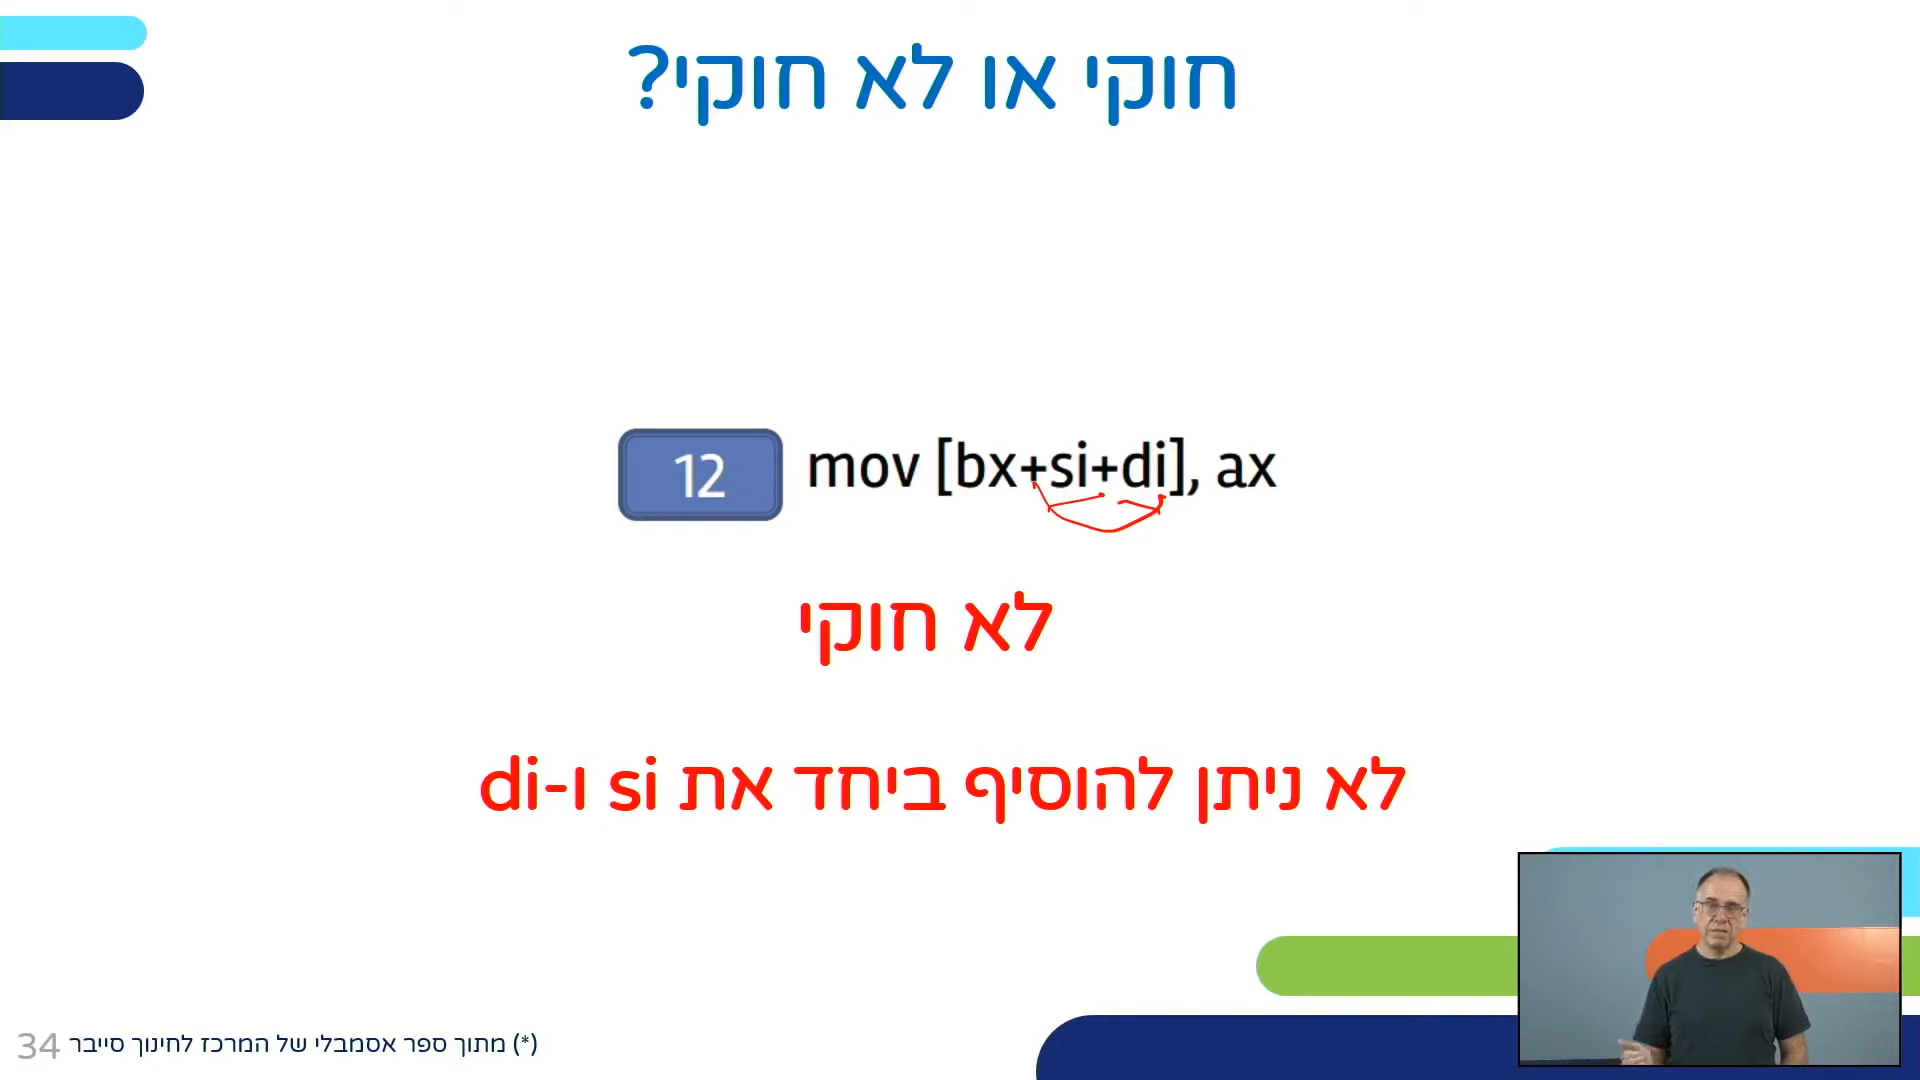 חוקי או לא חוקי?
12 mov [bx+si+di], ax
לא חוקי
לא ניתן להוסיף ביחד את si ו-di
(*) מתוך ספר אסמבלי של המרכז לחינוך סייבר 34